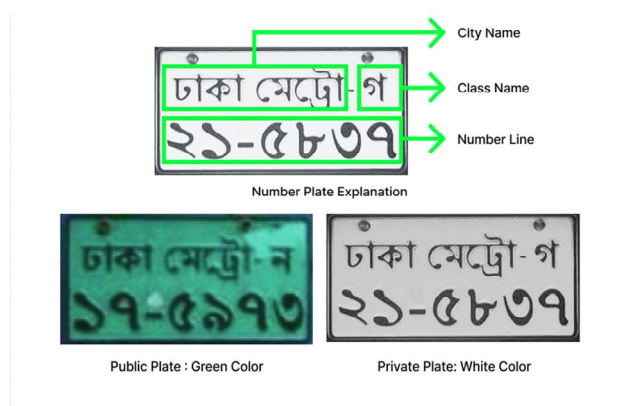 City Name
ঢাকা মেট্রো-গ
Class Name
২১-৫৮৩৭
Number Line
Number Plate Explanation
ঢাকা মেট্রো-ন
১৭-৫৯৭৩
ঢাকা মেট্রো-গ
২১-৫৮৩৭
Public Plate : Green Color
Private Plate: White Color